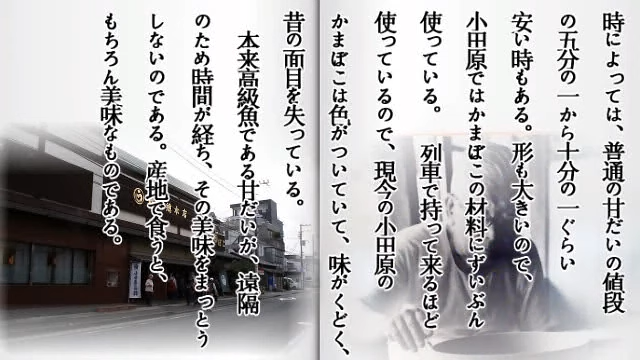 時によっては、普通の甘だいの値段
の五分の一から十分の一ぐらい
安い時もある。形も大きいので、
小田原ではかまぼこの材料にずいぶん
使っている。　列車で持って来るほど
使っているので、現今の小田原の
かまぼこは色がついていて、味がくどく、
昔の面目を失っている。
本来高級魚である甘だいが、遠隔
のため時間が経ち、その美味をまっとう
しないのである。産地で食うと、
もちろん美味なものである。